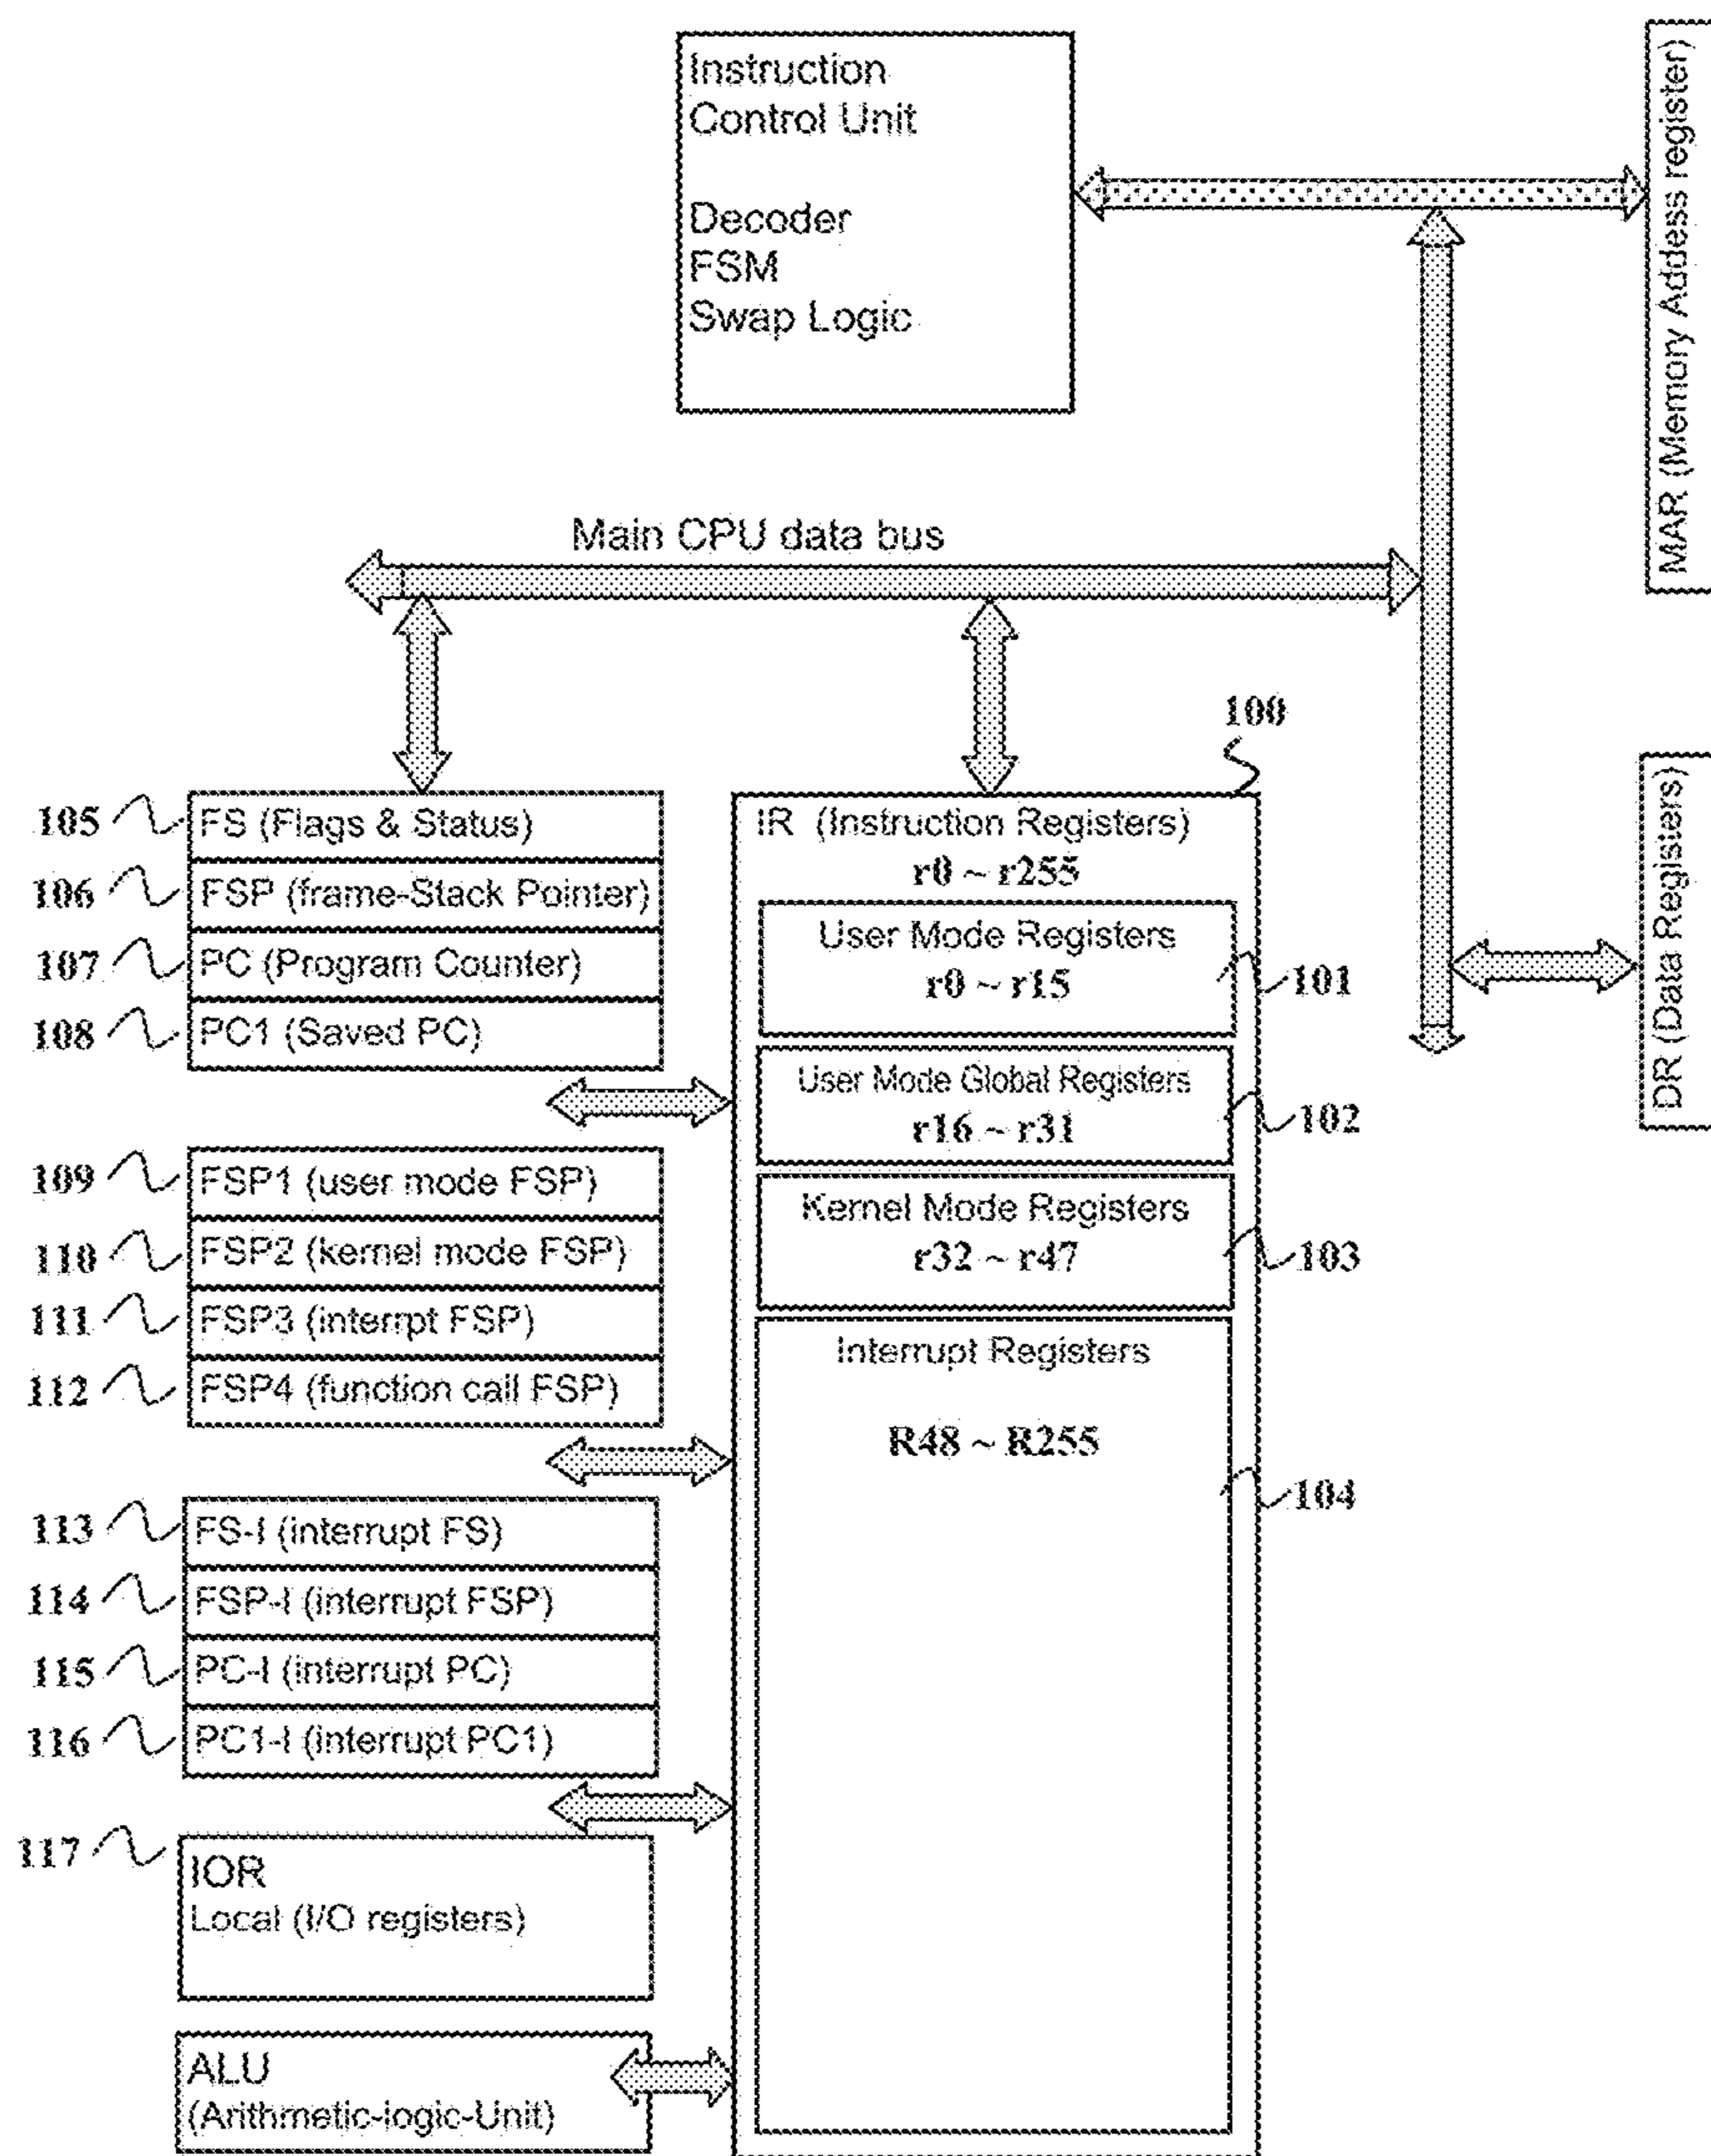 Instruction
Control Unit
Decoder
FSM
Swap Logic
MAR (Memory Addess register)
Main CPU data bus
DR (Data Registers)
105 FS (Flags & Status)
106 FSP (frame-Stack Pointer)
107 PC (Program Counter)
108 PC1 (Saved PC)
109 FSP1 (user mode FSP)
110 FSP2 (kernel mode FSP)
111 FSP3 (interrpt FSP)
112 FSP4 (function call FSP)
113 FS-I (interrupt FS)
114 FSP-I (interrupt FSP)
115 PC-I (interrupt PC)
116 PC1-I (interrupt PC1)
117
IOR
Local (I/O registers)
ALU
(Arithmetic-logic-Unit)
100
IR (Instruction Registers)
r0 ~ r255
User Mode Registers
r0 ~ r15
101
User Mode Global Registers
r16 ~ r31
102
Kernel Mode Registers
r32 ~ r47
103
Interrupt Registers
R48 ~ R255
104